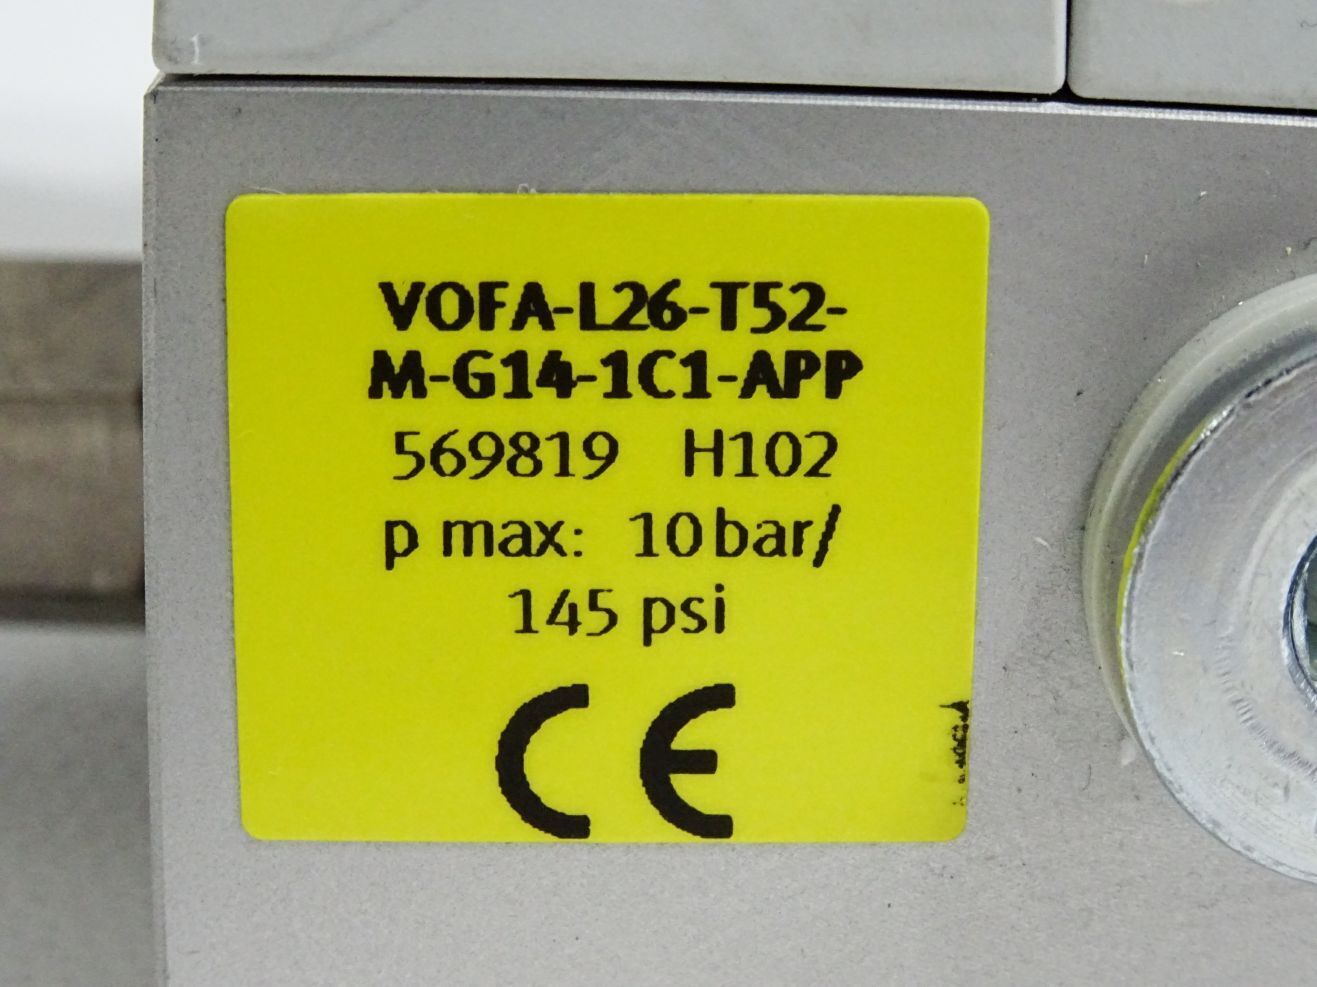 VOFA-L26-T52-
M-G14-1C1-APP
569819 H102
p max: 10 bar/
145 psi
CE